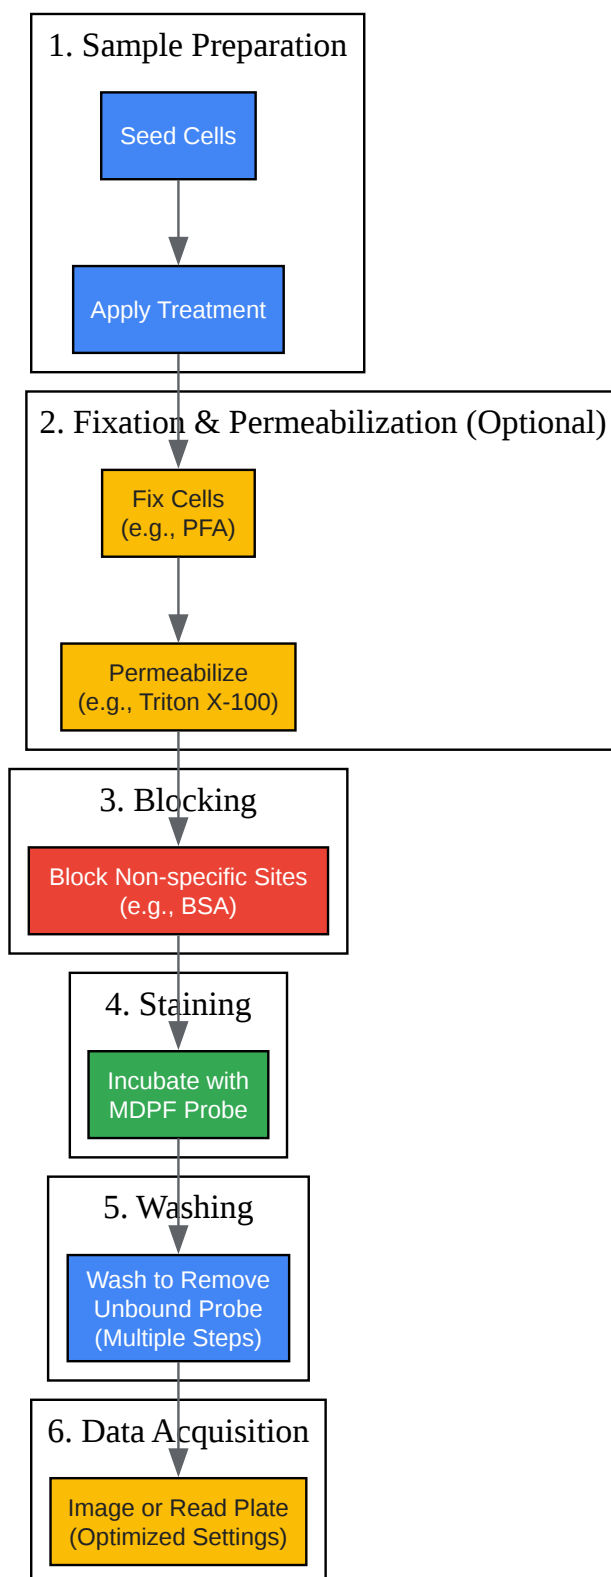 1. Sample Preparation
Seed Cells
Apply Treatment
2. Fixation & Permeabilization (Optional)
Fix Cells
(e.g., PFA)
Permeabilize
(e.g., Triton X-100)
3. Blocking
Block Non-specific Sites
(e.g., BSA)
4. Staining
Incubate with
MDPF Probe
5. Washing
Wash to Remove
Unbound Probe
(Multiple Steps)
6. Data Acquisition
Image or Read Plate
(Optimized Settings)